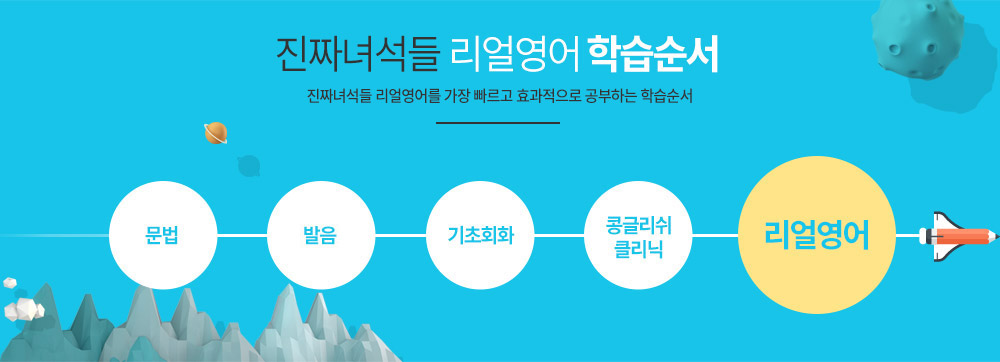 진짜녀석들 리얼영어 학습순서
진짜녀석들 리얼영어를 가장 빠르고 효과적으로 공부하는 학습순서
문법
발음
기초회화
콩글리쉬
클리닉
리얼영어